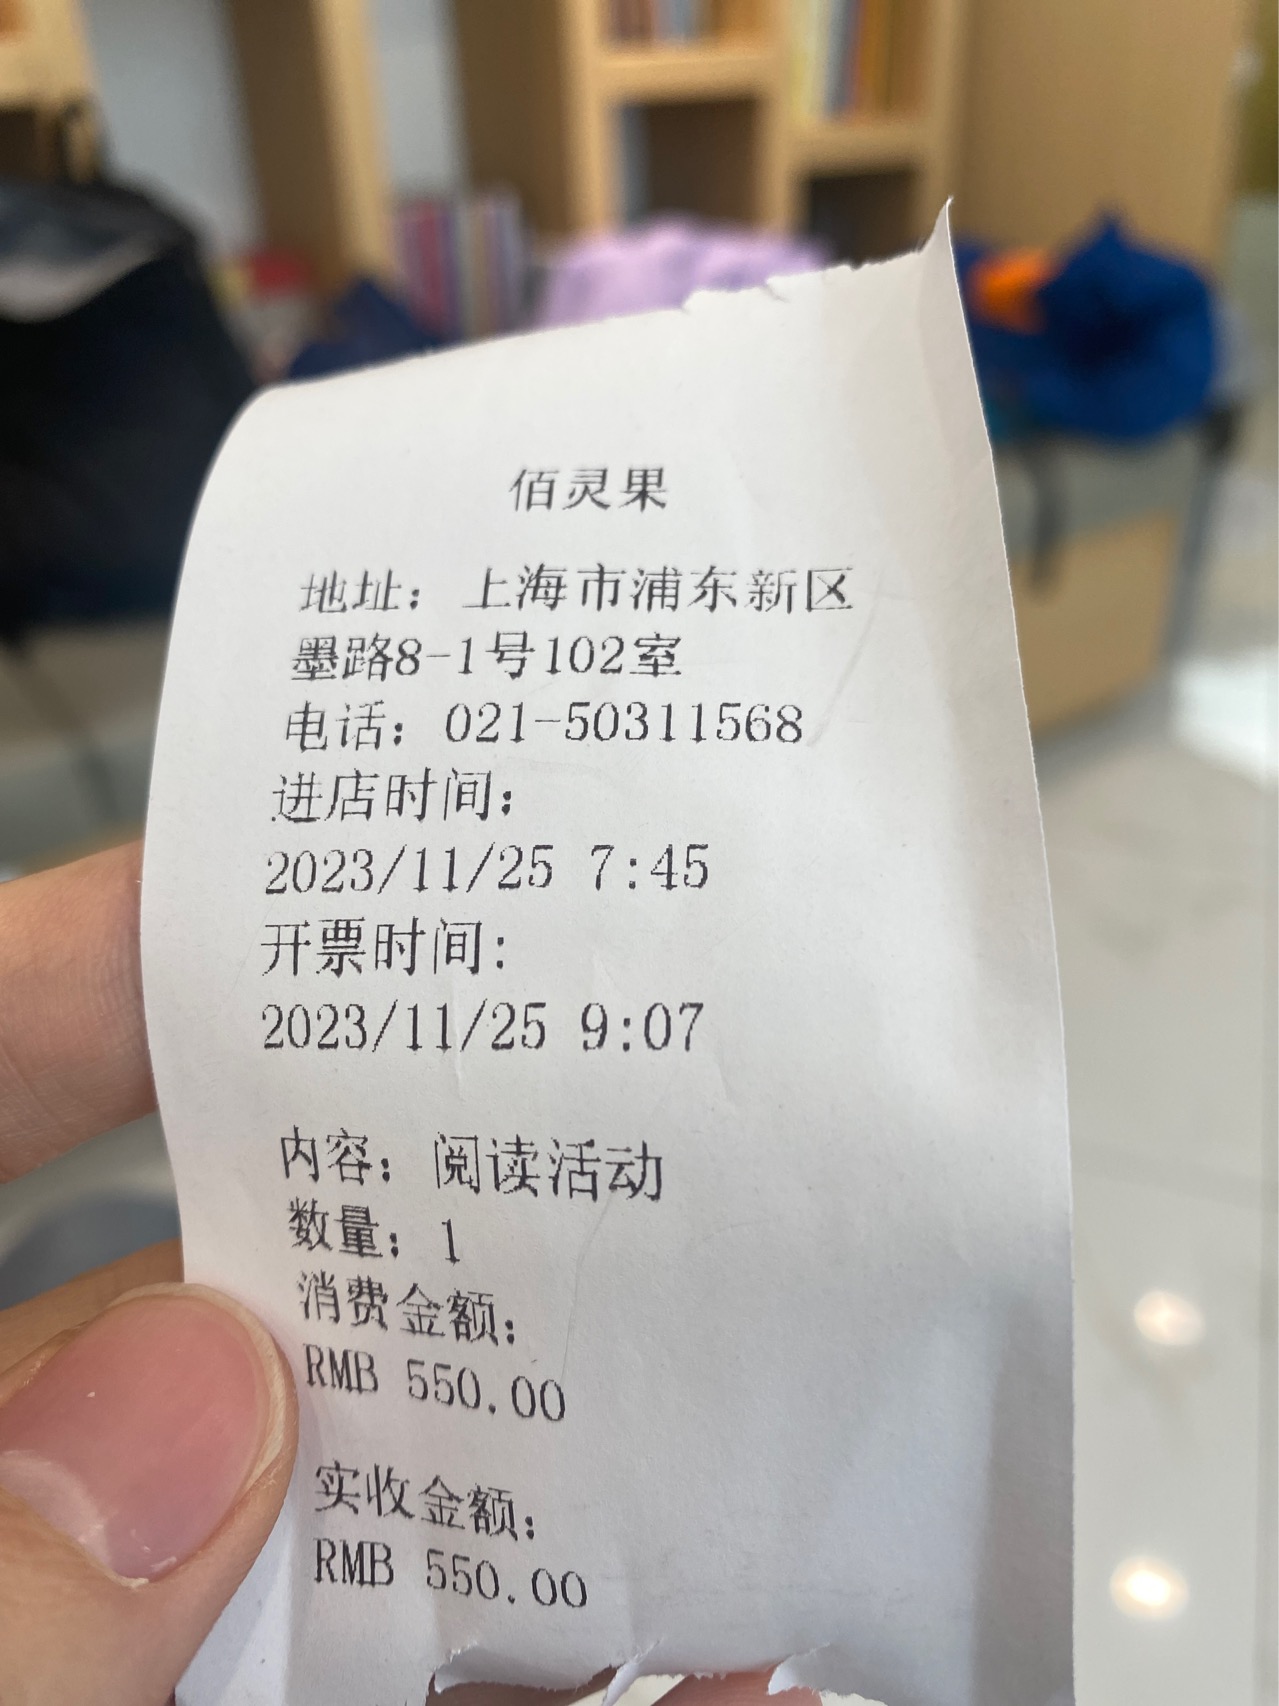 佰灵果
地址：上海市浦东新区
墨路8-1号102室
电话：021-50311568
进店时间：
2023/11/25 7:45
开票时间：
2023/11/25 9:07
内容：阅读活动
数量：1
消费金额：
RMB 550.00
实收金额：
RMB 550.00